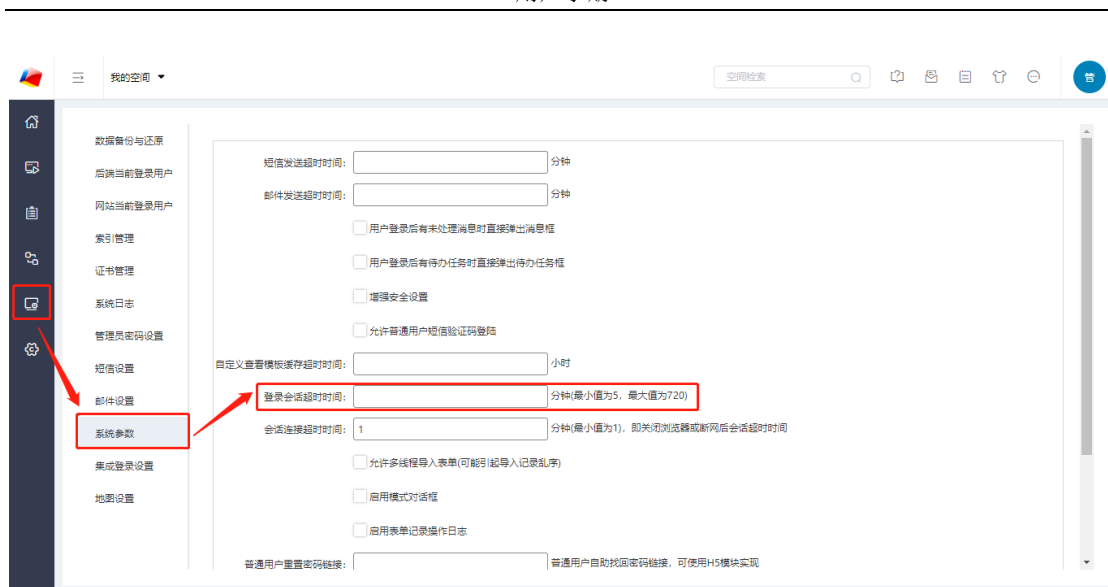 我的空间
空间检索
管
数据备份与还原
后端当前登录用户
网站当前登录用户
索引管理
证书管理
系统日志
管理员密码设置
短信设置
邮件设置
系统参数
集成登录设置
地图设置
短信发送超时时间: 分钟
邮件发送超时时间: 分钟
用户登录后有未处理消息时直接弹出消息框
用户登录后有待办任务时直接弹出待办任务框
增强安全设置
允许普通用户短信验证码登陆
自定义查看模板缓存超时时间: 小时
登录会话超时时间: 分钟(最小值为5，最大值为720)
会话连接超时时间: 1 分钟(最小值为1)，即关闭浏览器或断网后会话超时时间
允许多线程导入表单(可能引起导入记录乱序)
启用模式对话框
启用表单记录操作日志
普通用户重置密码链接: 普通用户自助找回密码链接，可使用H5模块实现